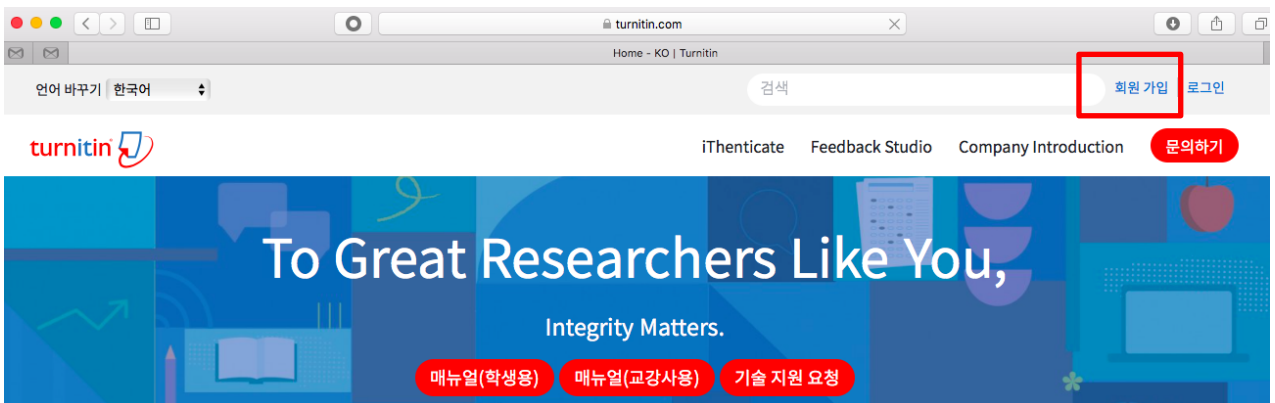 turnitin.com
Home - KO | Turnitin
언어 바꾸기 한국어 검색 회원 가입 로그인
turnitin iThenticate Feedback Studio Company Introduction 문의하기
To Great Researchers Like You,
Integrity Matters.
매뉴얼(학생용) 매뉴얼(교강사용) 기술 지원 요청